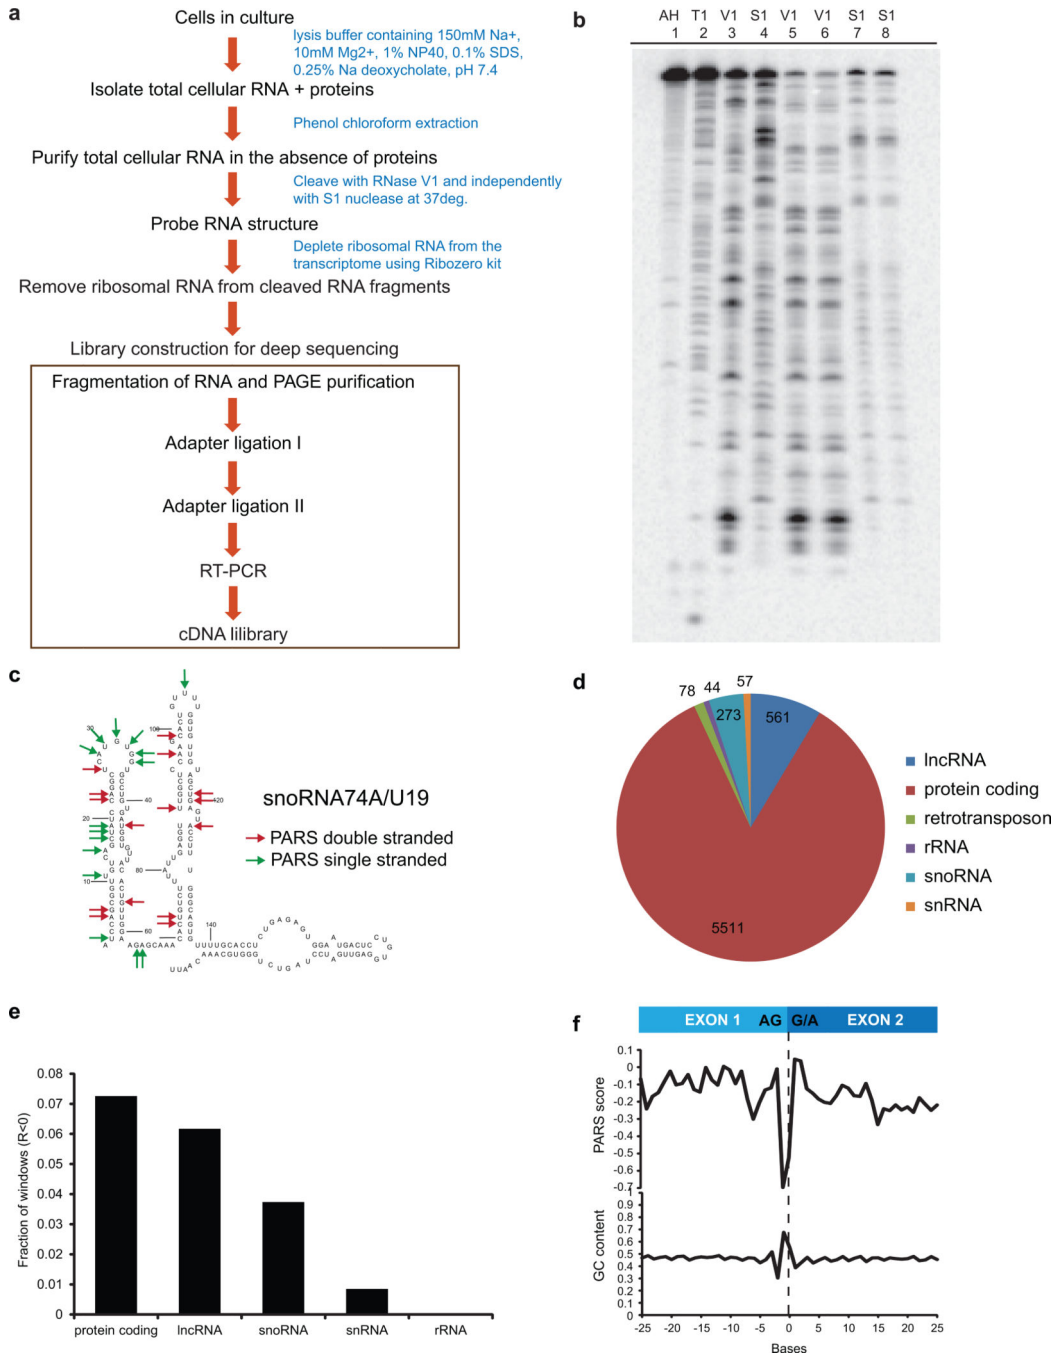 a
Cells in culture
lysis buffer containing 150mM Na+,
10mM Mg2+, 1% NP40, 0.1% SDS,
0.25% Na deoxycholate, pH 7.4
Isolate total cellular RNA + proteins
Phenol chloroform extraction
Purify total cellular RNA in the absence of proteins
Cleave with RNase V1 and independently
with S1 nuclease at 37deg.
Probe RNA structure
Deplete ribosomal RNA from the
transcriptome using Ribozero kit
Remove ribosomal RNA from cleaved RNA fragments
Library construction for deep sequencing
Fragmentation of RNA and PAGE purification
Adapter ligation I
Adapter ligation II
RT-PCR
cDNA lilibrary
b
AH T1 V1 S1 V1 V1 S1 S1
1 2 3 4 5 6 7 8
c
snoRNA74A/U19
PARS double stranded
PARS single stranded
10
20
30
40
60
80
100
120
140
d
78
44
273
57
561
5511
lncRNA
protein coding
retrotransposon
rRNA
snoRNA
snRNA
e
Fraction of windows (R<0)
0.08
0.07
0.06
0.05
0.04
0.03
0.02
0.01
0
protein coding lncRNA snoRNA snRNA rRNA
f
EXON 1 AG G/A EXON 2
PARS score
0.1
0
-0.1
-0.2
-0.3
-0.4
-0.5
-0.6
-0.7
GC content
1
0.9
0.8
0.7
0.6
0.5
0.4
0.3
0.2
0.1
0
-25 -20 -15 -10 -5 0 5 10 15 20 25
Bases